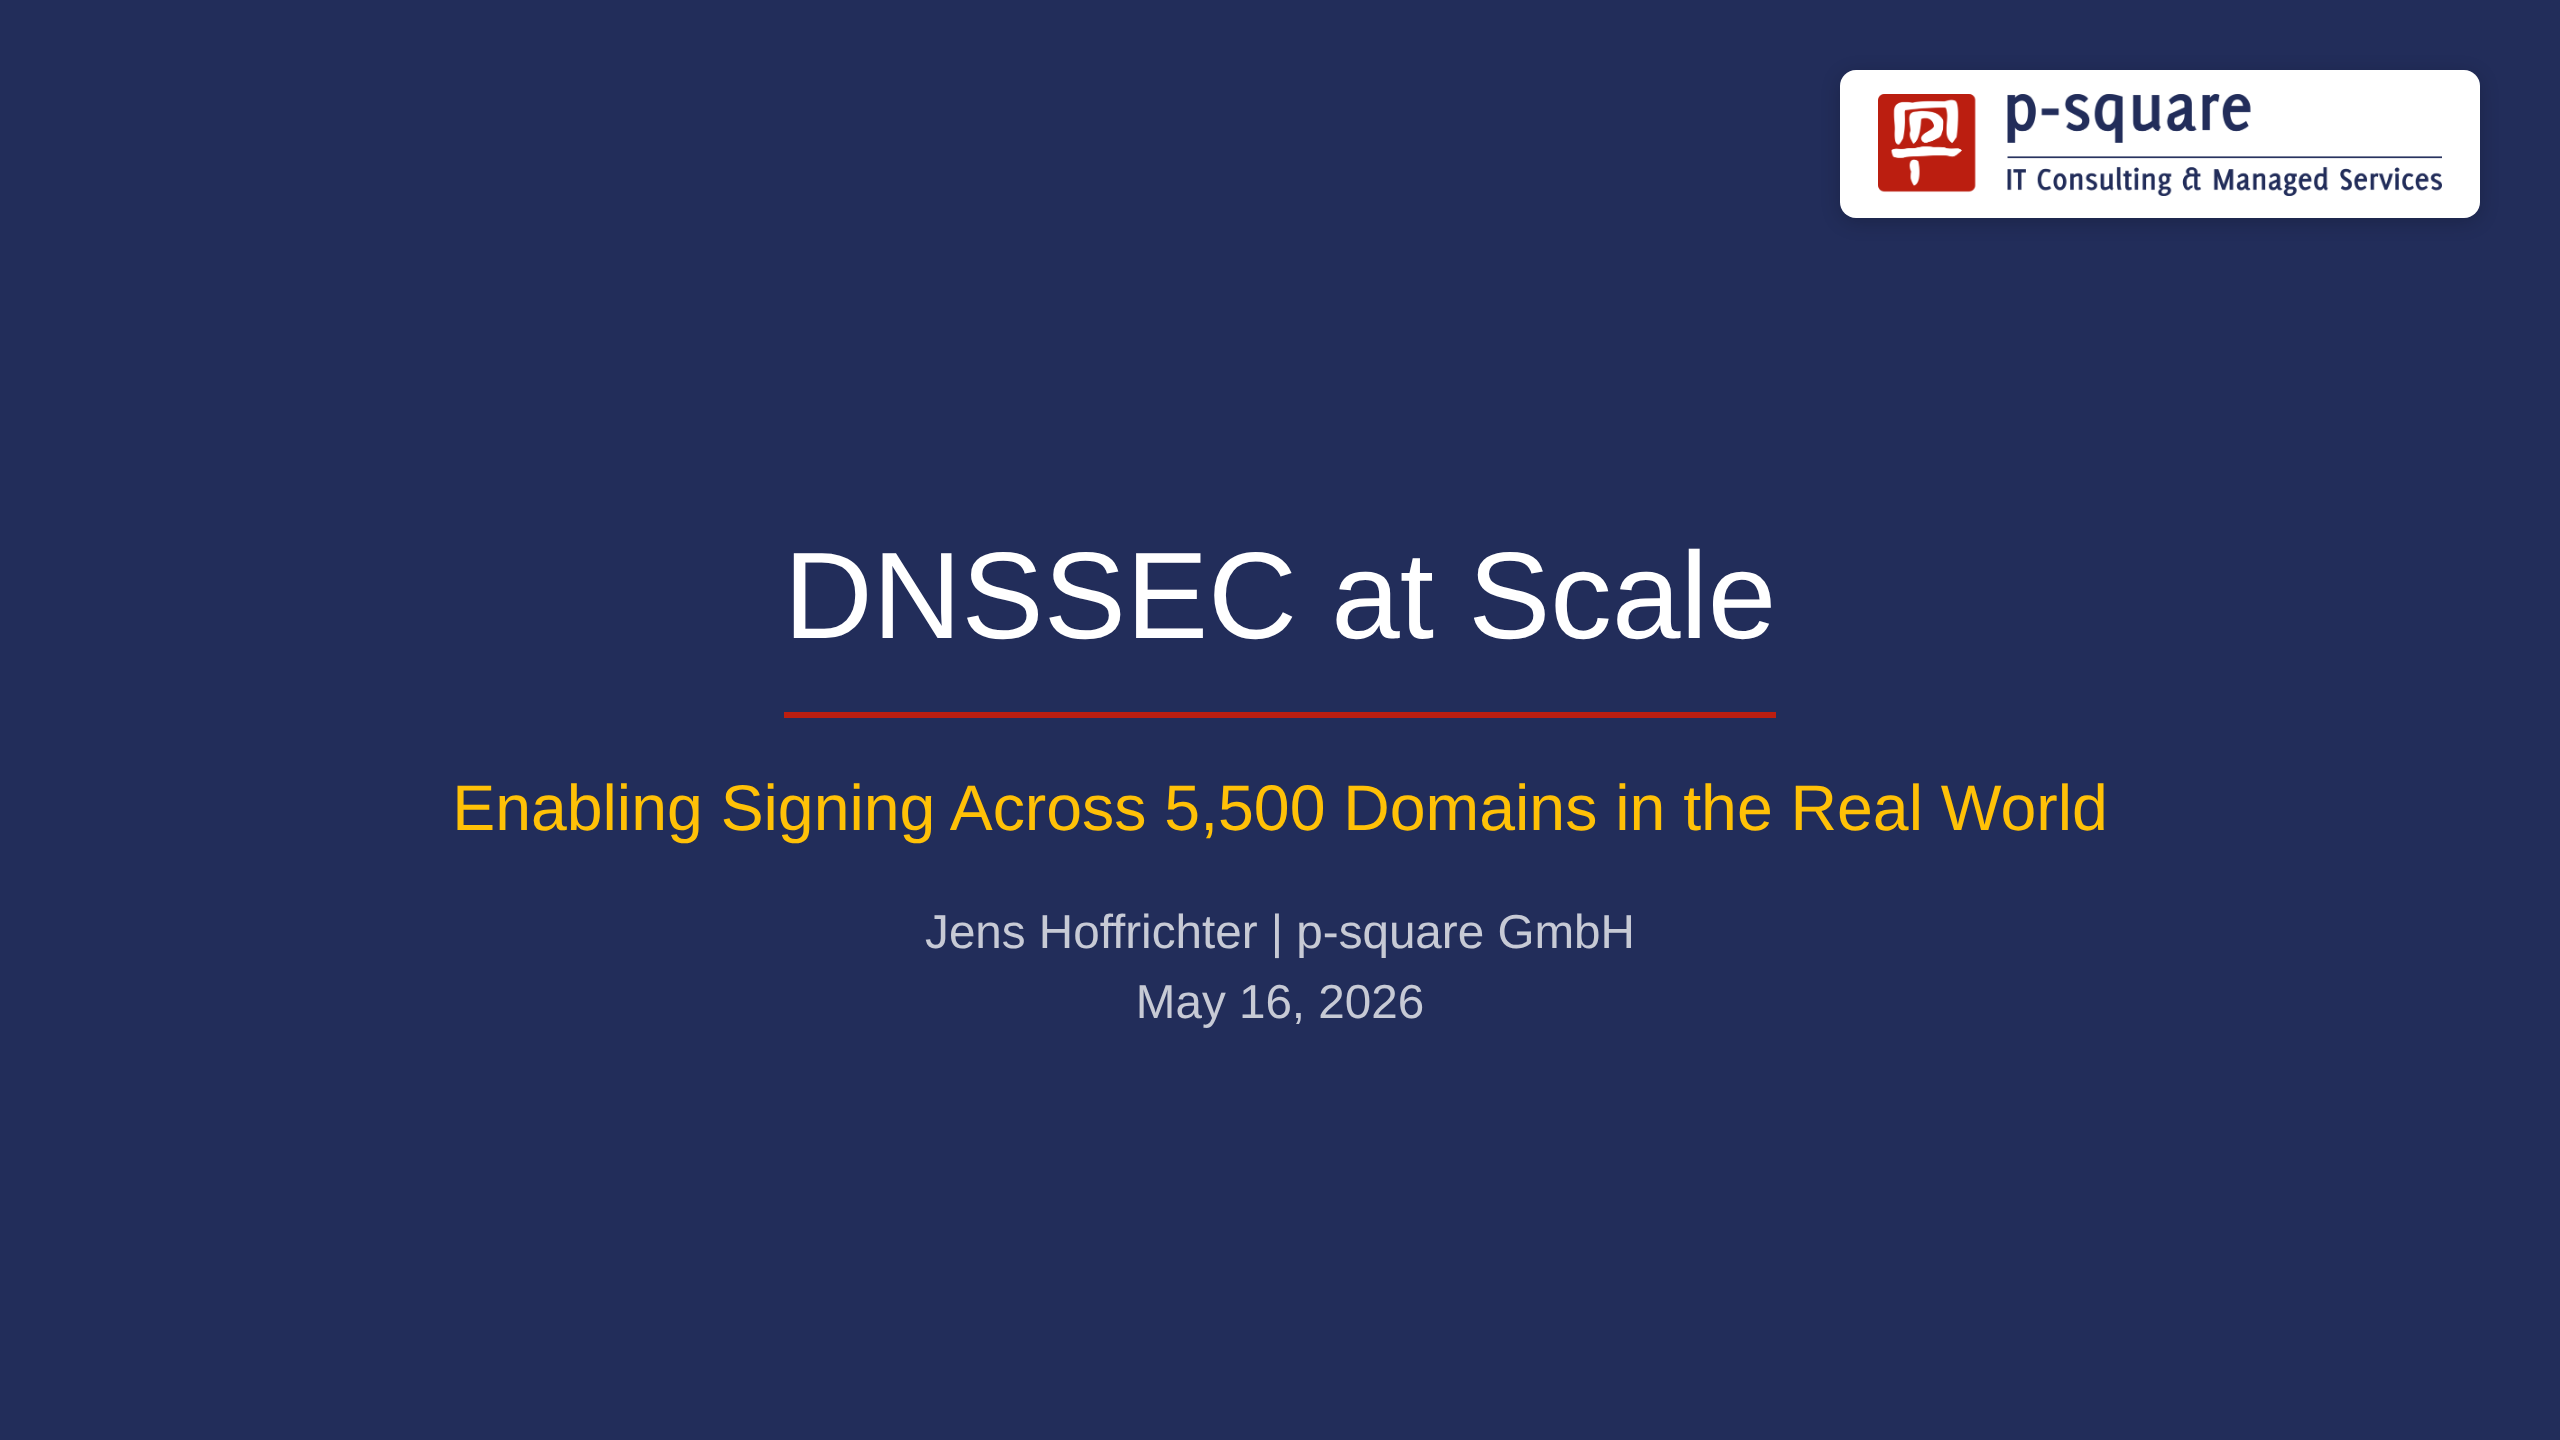 p-square
IT Consulting & Managed Services
DNSSEC at Scale
Enabling Signing Across 5,500 Domains in the Real World
Jens Hoffrichter | p-square GmbH
May 16, 2026